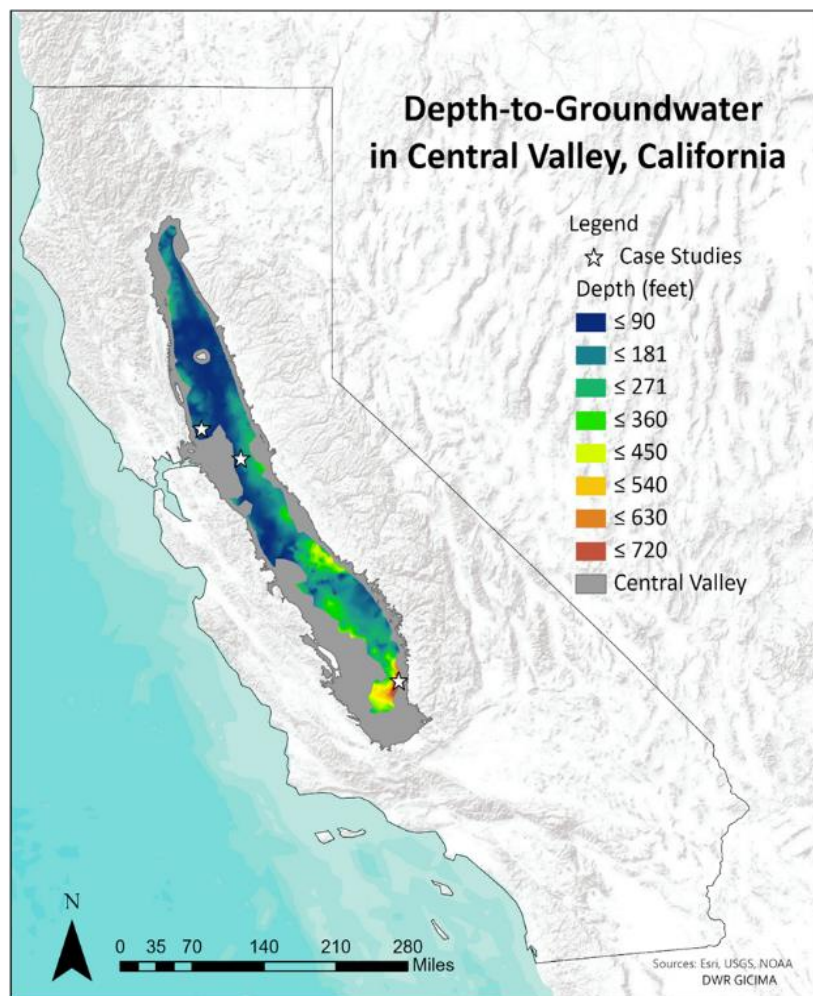 Depth-to-Groundwater
in Central Valley, California
Legend
Case Studies
Depth (feet)
≤ 90
≤ 181
≤ 271
≤ 360
≤ 450
≤ 540
≤ 630
≤ 720
Central Valley
N
0 35 70 140 210 280
Miles
Sources: Esri, USGS, NOAA
DWR GICIMA